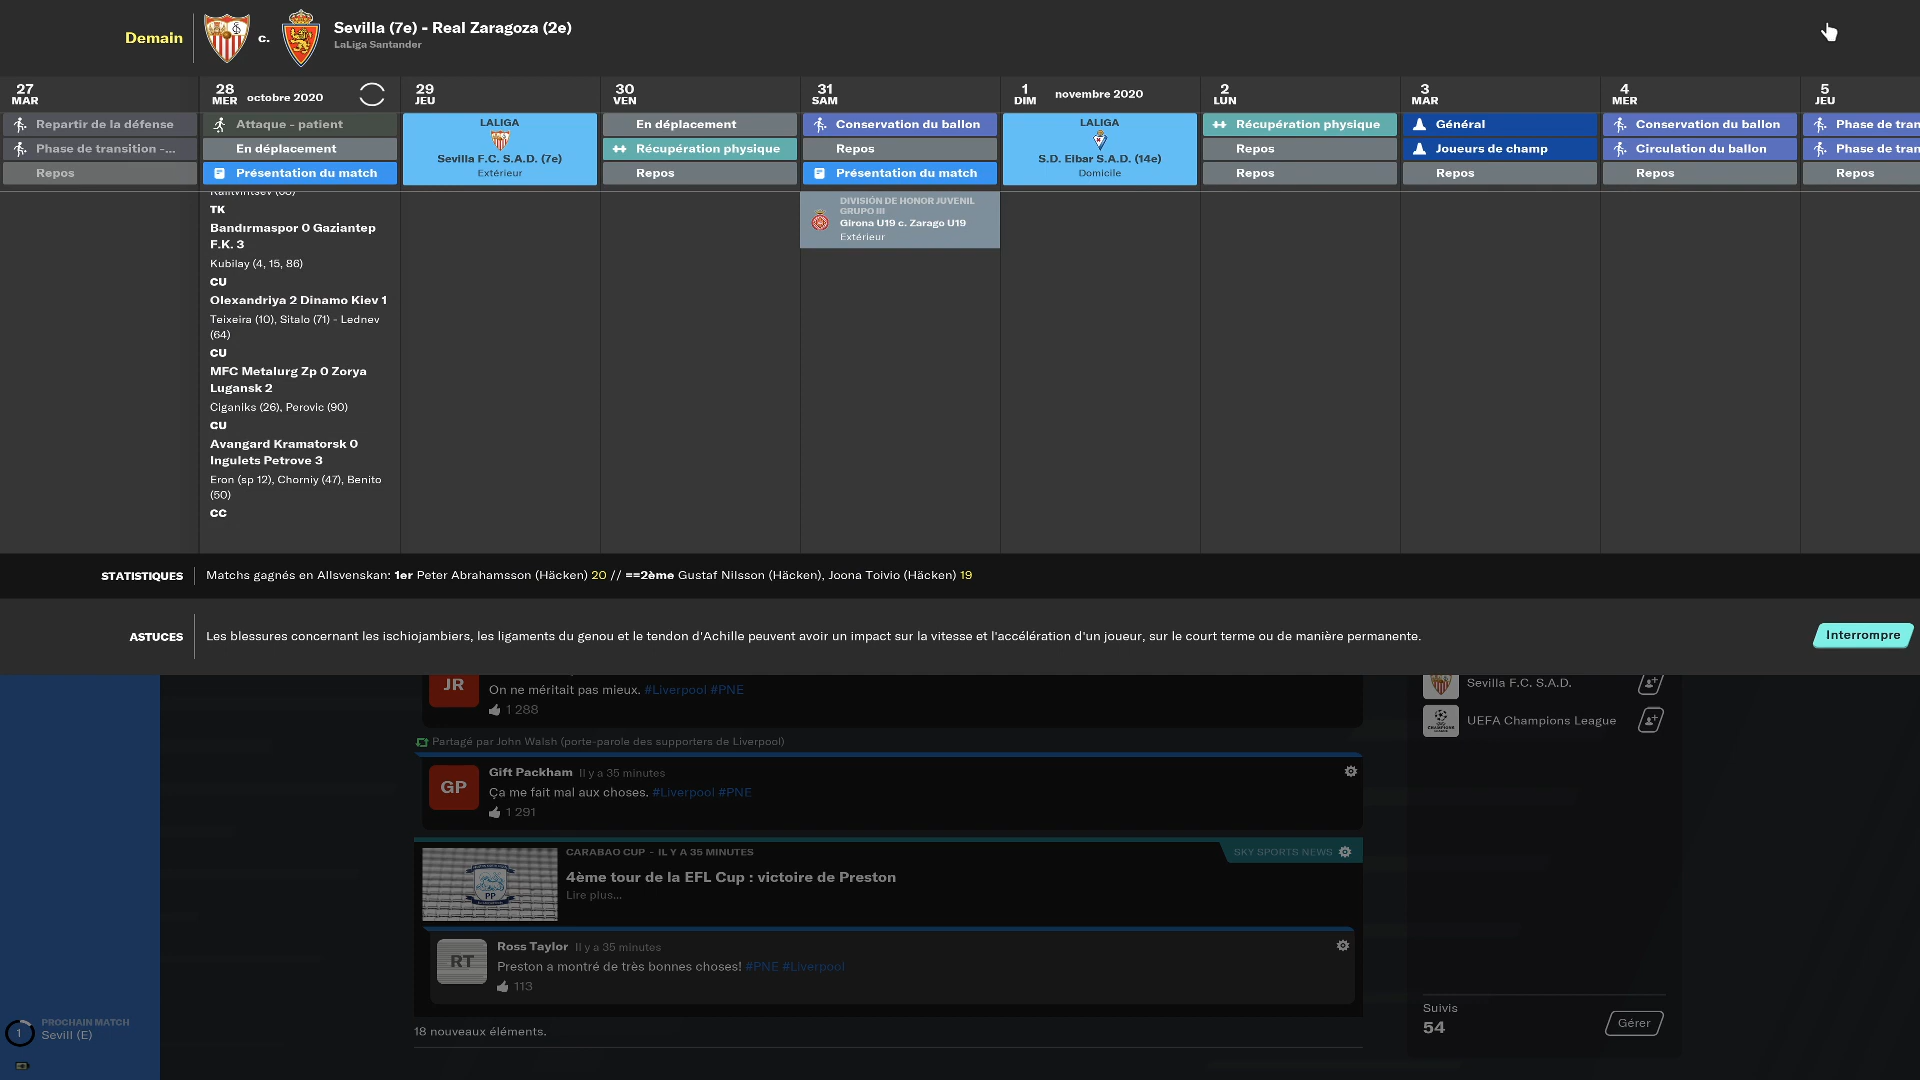 Demain
c.
Sevilla (7e) - Real Zaragoza (2e)
LaLiga Santander
27
MAR
28
MER octobre 2020
29
JEU
30
VEN
31
SAM
1
DIM novembre 2020
2
LUN
3
MAR
4
MER
5
JEU
Repartir de la défense
Phase de transition -...
Repos
Attaque - patient
En déplacement
Présentation du match
LALIGA
Sevilla F.C. S.A.D. (7e)
Extérieur
En déplacement
Récupération physique
Repos
Conservation du ballon
Repos
Présentation du match
LALIGA
S.D. Eibar S.A.D. (14e)
Domicile
Récupération physique
Repos
Repos
Général
Joueurs de champ
Repos
Conservation du ballon
Circulation du ballon
Repos
Phase de tran
Phase de tran
Repos
TK
Bandırmaspor 0 Gaziantep
F.K. 3
Kubilay (4, 15, 86)
CU
Olexandriya 2 Dinamo Kiev 1
Teixeira (10), Sitalo (71) - Lednev
(64)
CU
MFC Metalurg Zp 0 Zorya
Lugansk 2
Ciganiks (26), Perovic (90)
CU
Avangard Kramatorsk 0
Ingulets Petrove 3
Eron (sp 12), Chorniy (47), Benito
(50)
CC
DIVISIÓN DE HONOR JUVENIL
GRUPO III
Girona U19 c. Zarago U19
Extérieur
STATISTIQUES
Matchs gagnés en Allsvenskan: 1er Peter Abrahamsson (Häcken) 20 // ==2ème Gustaf Nilsson (Häcken), Joona Toivio (Häcken) 19
ASTUCES
Les blessures concernant les ischiojambiers, les ligaments du genou et le tendon d'Achille peuvent avoir un impact sur la vitesse et l'accélération d'un joueur, sur le court terme ou de manière permanente.
Interrompre
JR
On ne méritait pas mieux. #Liverpool #PNE
1 288
Partagé par John Walsh (porte-parole des supporters de Liverpool)
GP
Gift Packham Il y a 35 minutes
Ça me fait mal aux choses. #Liverpool #PNE
1 291
CARABAO CUP - IL Y A 35 MINUTES
SKY SPORTS NEWS
4ème tour de la EFL Cup : victoire de Preston
Lire plus...
PP
RT
Ross Taylor Il y a 35 minutes
Preston a montré de très bonnes choses! #PNE #Liverpool
113
18 nouveaux éléments.
Sevilla F.C. S.A.D.
UEFA Champions League
Suivis
54
Gérer
1
PROCHAIN MATCH
Sevill (E)